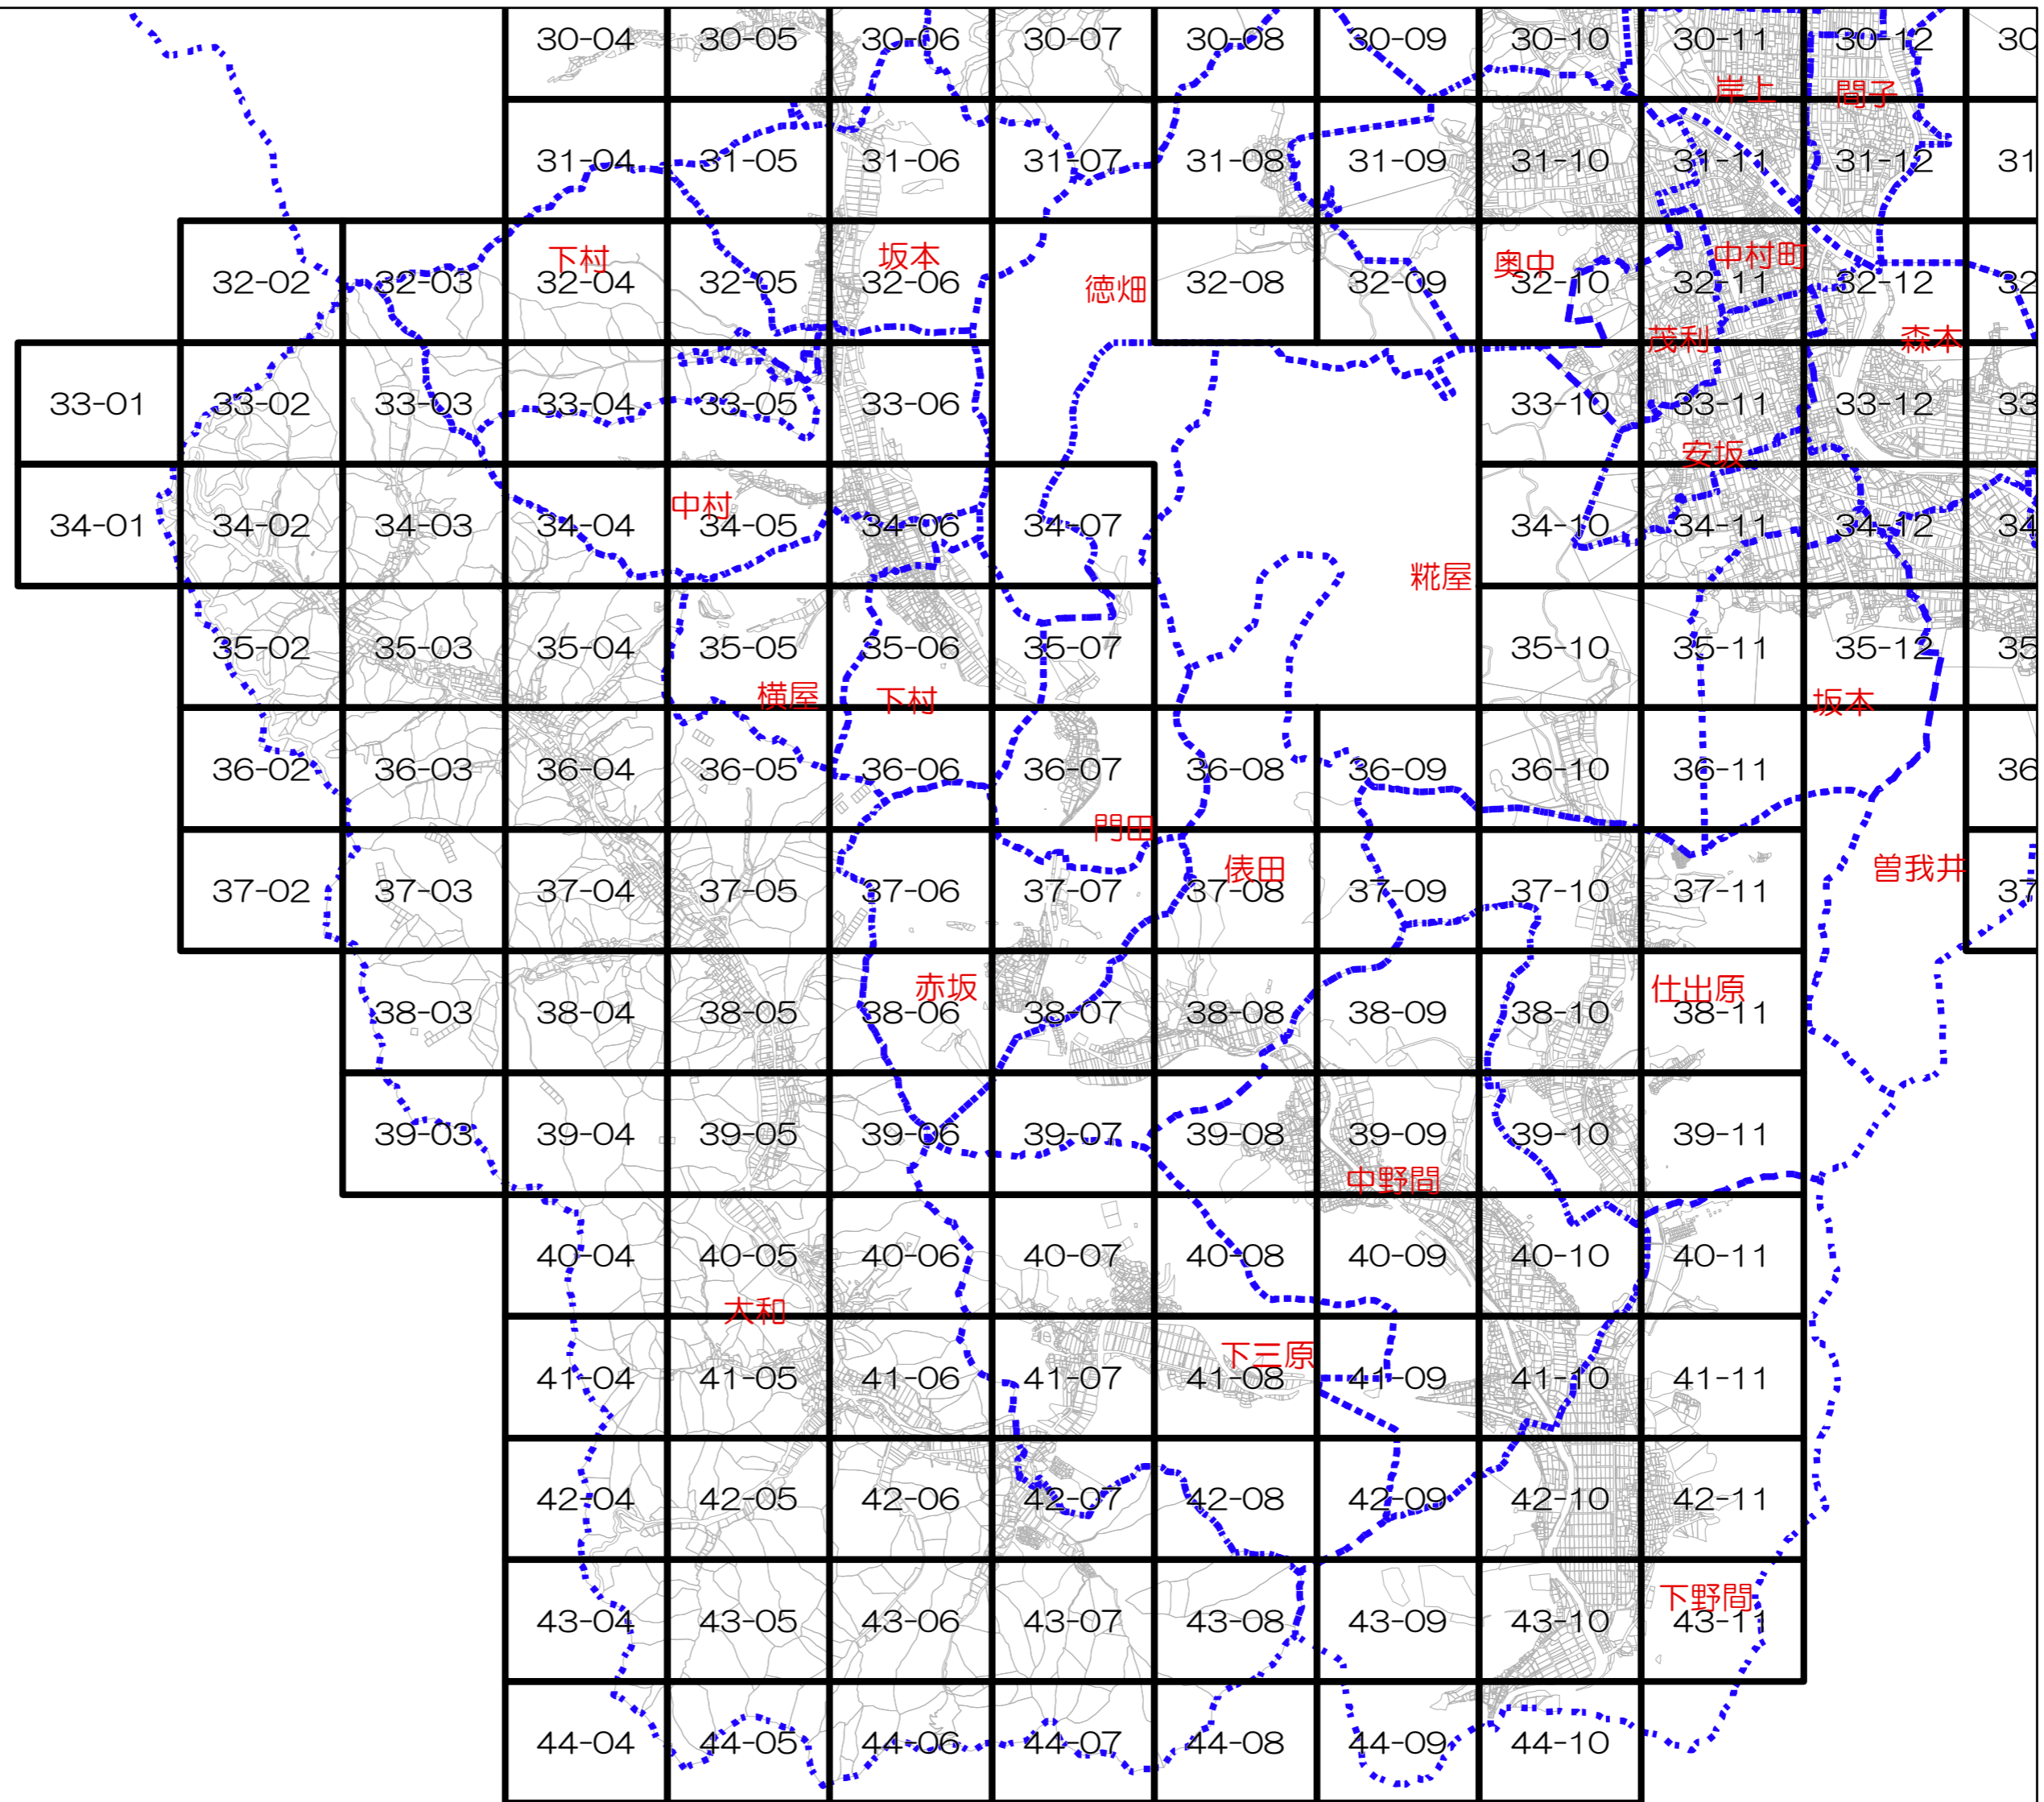 30-04 30-05 30-06 30-07 30-08 30-09 30-10 30-11 30-12 30
岸上 間子
31-04 31-05 31-06 31-07 31-08 31-09 31-10 31-11 31-12 31
下村 坂本 徳畑 奥中 中村町
32-02 32-03 32-04 32-05 32-06 32-08 32-09 32-10 32-11 32-12 32
茂利 森本
33-01 33-02 33-03 33-04 33-05 33-06 33-10 33-11 33-12 33
安坂
中村
34-01 34-02 34-03 34-04 34-05 34-06 34-07 34-10 34-11 34-12 34
糀屋
35-02 35-03 35-04 35-05 35-06 35-07 35-10 35-11 35-12 35
横屋 下村 坂本
36-02 36-03 36-04 36-05 36-06 36-07 36-08 36-09 36-10 36-11 36
門田
俵田 曽我井
37-02 37-03 37-04 37-05 37-06 37-07 37-08 37-09 37-10 37-11 37
赤坂 仕出原
38-03 38-04 38-05 38-06 38-07 38-08 38-09 38-10 38-11
39-03 39-04 39-05 39-06 39-07 39-08 39-09 39-10 39-11
中野間
40-04 40-05 40-06 40-07 40-08 40-09 40-10 40-11
大和
下三原
41-04 41-05 41-06 41-07 41-08 41-09 41-10 41-11
42-04 42-05 42-06 42-07 42-08 42-09 42-10 42-11
下野間
43-04 43-05 43-06 43-07 43-08 43-09 43-10 43-11
44-04 44-05 44-06 44-07 44-08 44-09 44-10